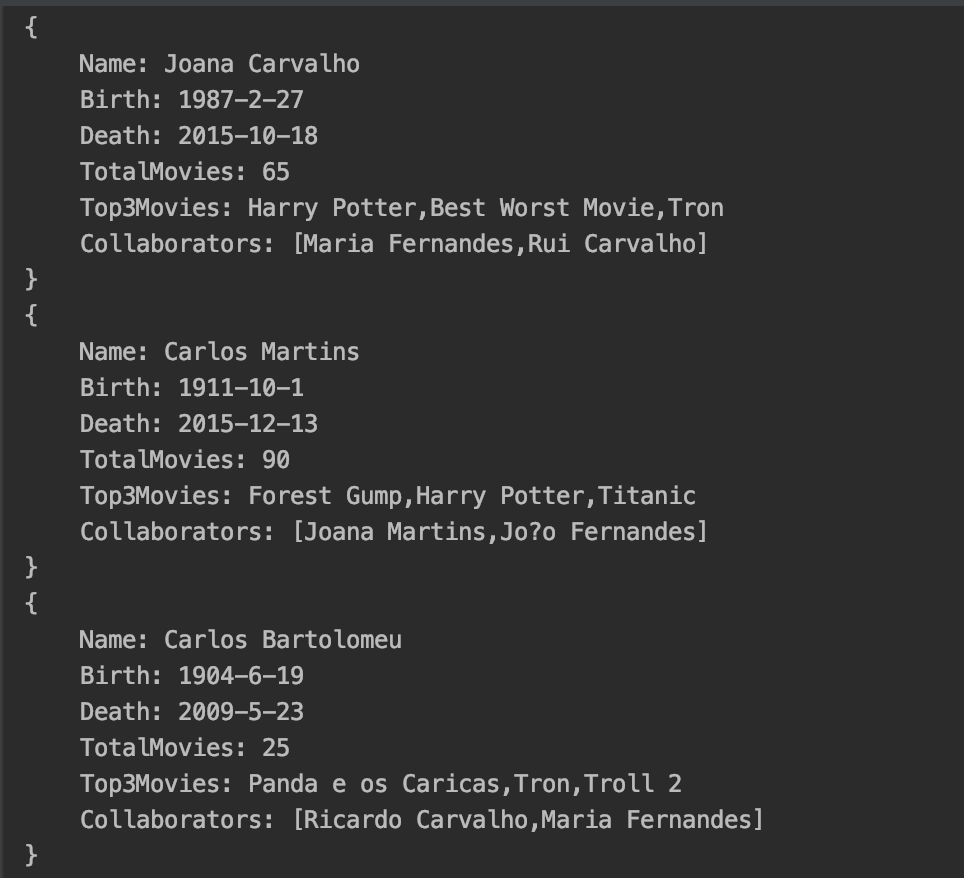 {
Name: Joana Carvalho
Birth: 1987-2-27
Death: 2015-10-18
TotalMovies: 65
Top3Movies: Harry Potter,Best Worst Movie,Tron
Collaborators: [Maria Fernandes,Rui Carvalho]
}
{
Name: Carlos Martins
Birth: 1911-10-1
Death: 2015-12-13
TotalMovies: 90
Top3Movies: Forest Gump,Harry Potter,Titanic
Collaborators: [Joana Martins,Jo?o Fernandes]
}
{
Name: Carlos Bartolomeu
Birth: 1904-6-19
Death: 2009-5-23
TotalMovies: 25
Top3Movies: Panda e os Caricas,Tron,Troll 2
Collaborators: [Ricardo Carvalho,Maria Fernandes]
}